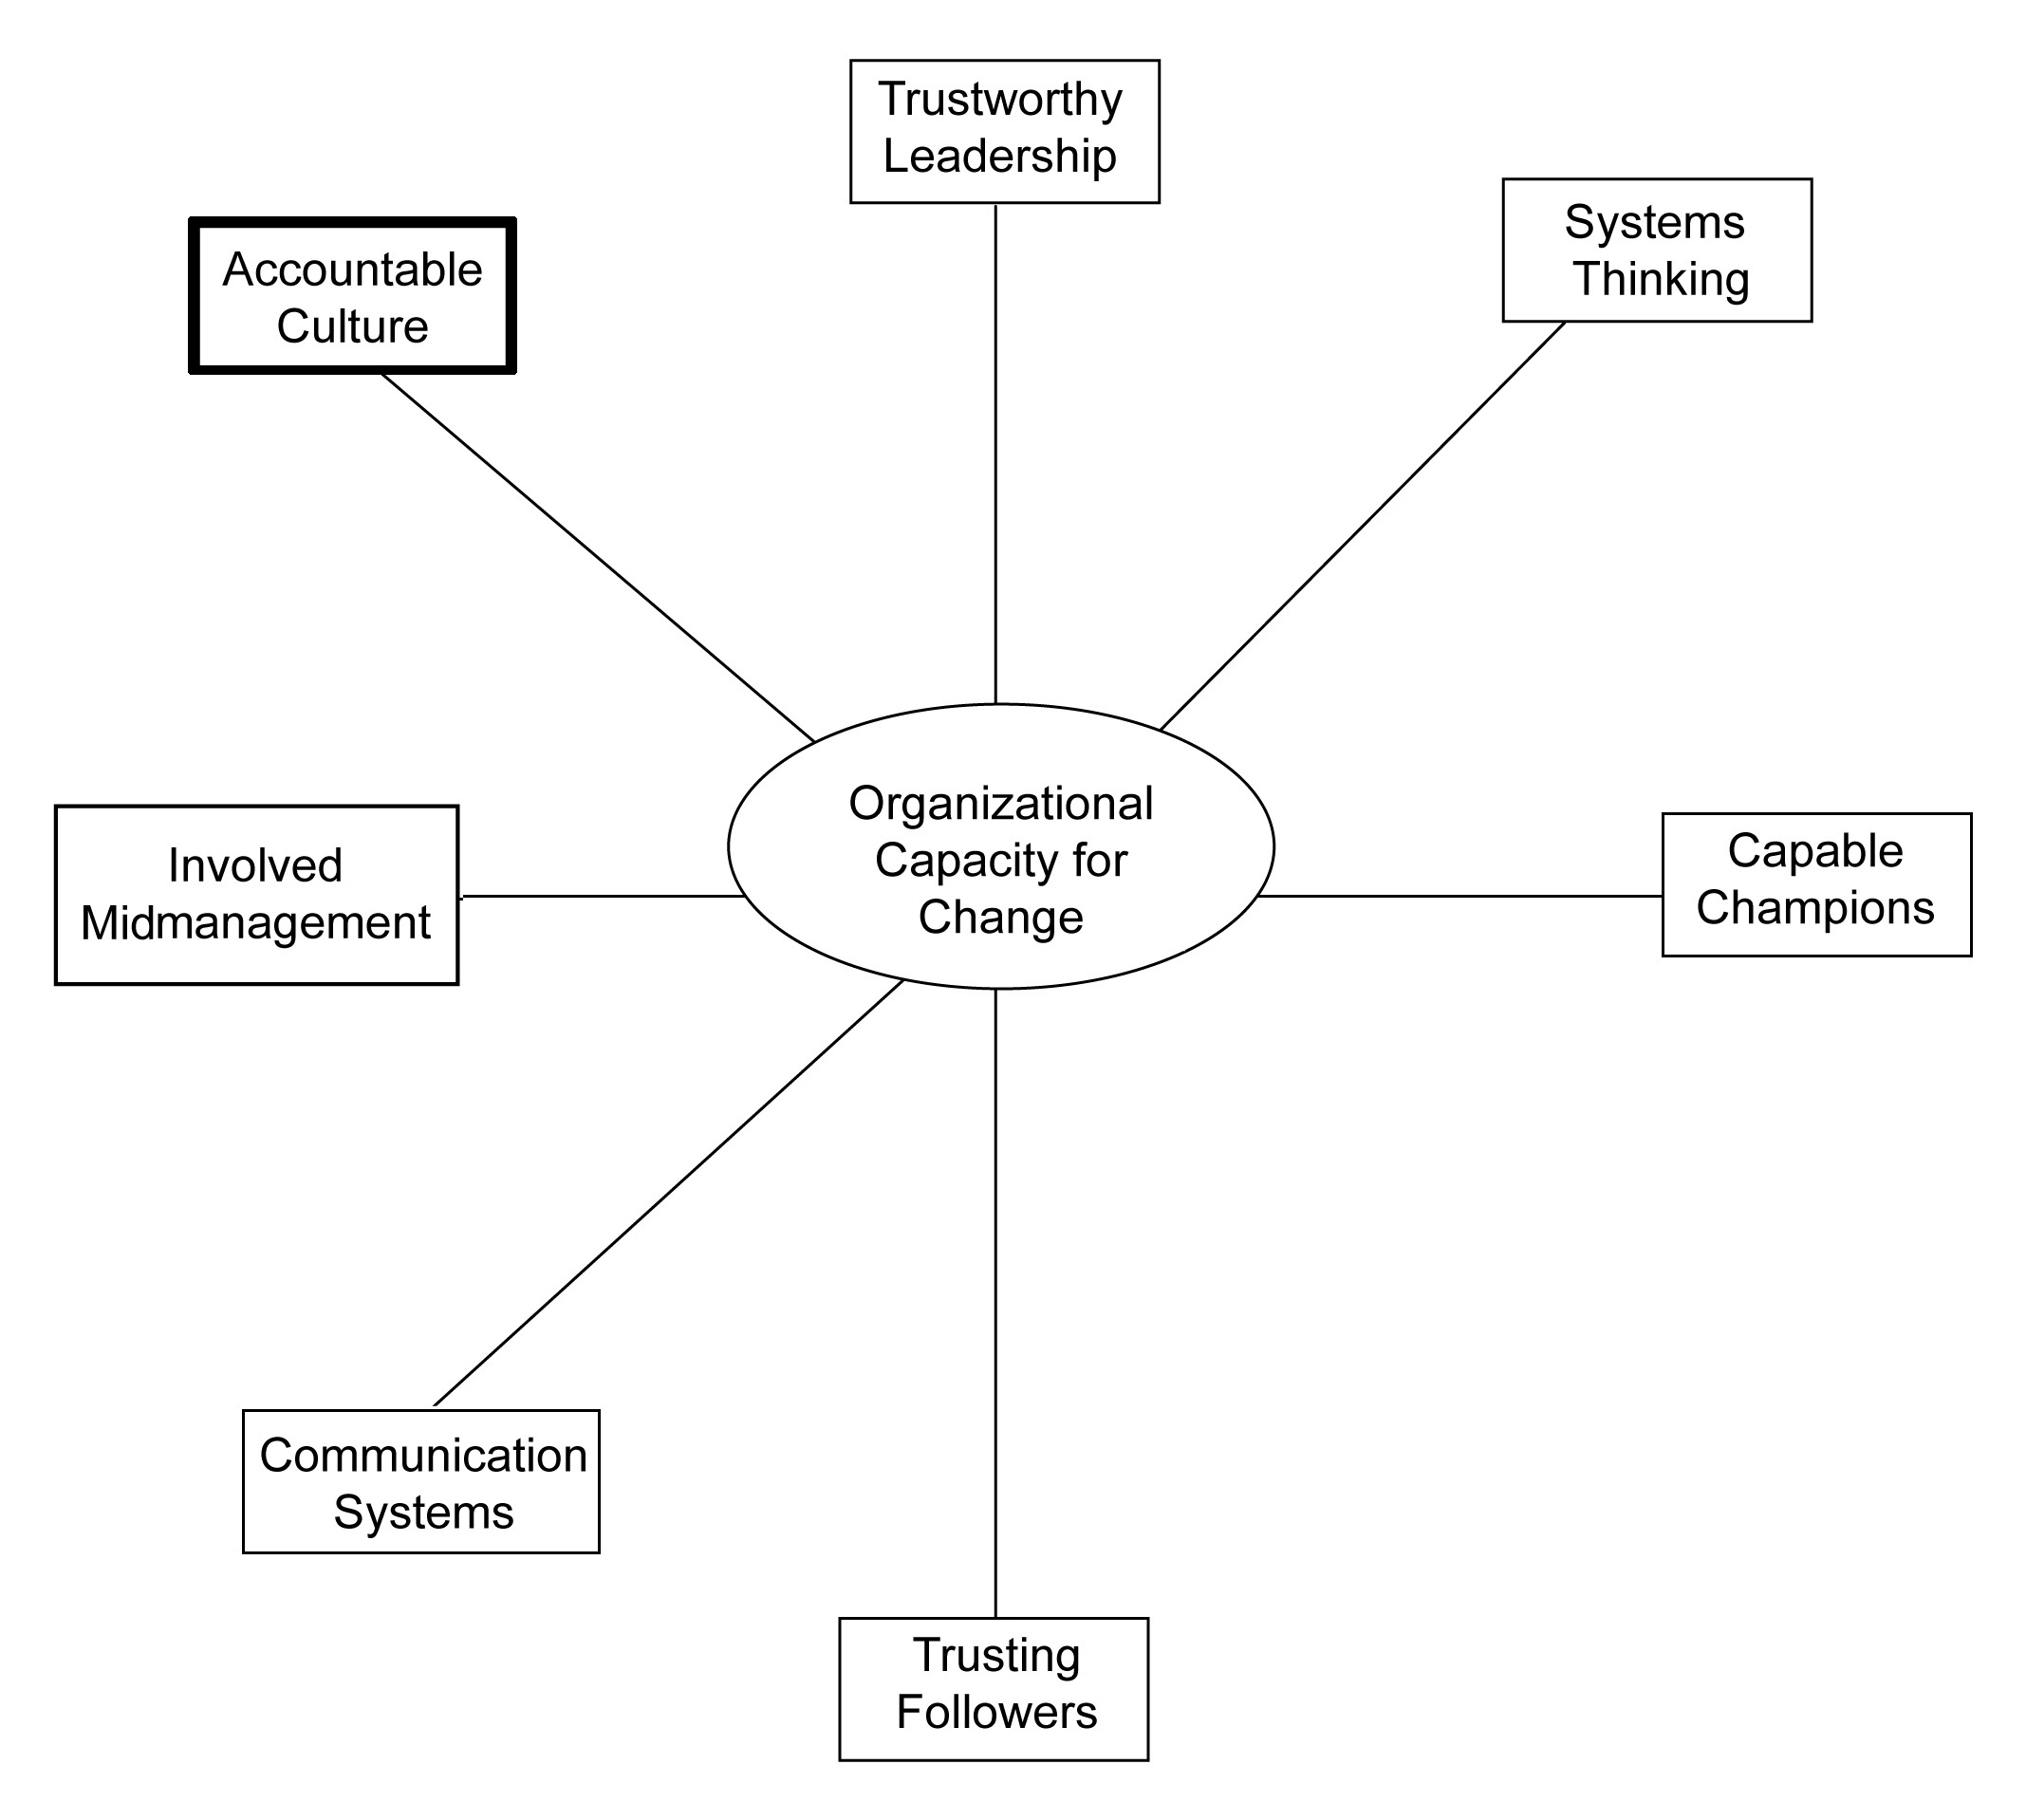 Trustworthy
Leadership
Systems
Thinking
Accountable
Culture
Organizational
Capacity for
Change
Involved
Midmanagement
Capable
Champions
Communication
Systems
Trusting
Followers